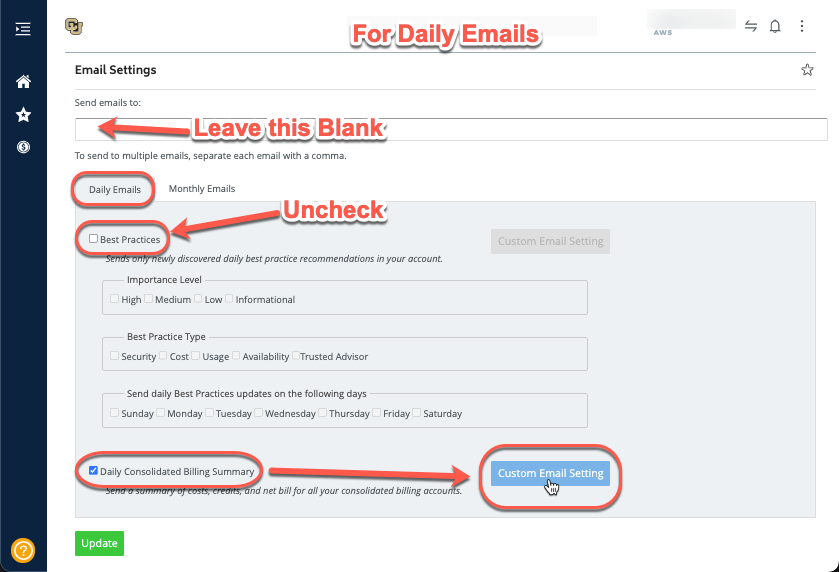 For Daily Emails
AWS
Email Settings
Send emails to:
Leave this Blank
To send to multiple emails, separate each email with a comma.
Daily Emails Monthly Emails
Uncheck
Best Practices Custom Email Setting
Sends only newly discovered daily best practice recommendations in your account.
Importance Level
High Medium Low Informational
Best Practice Type
Security Cost Usage Availability Trusted Advisor
Send daily Best Practices updates on the following days
Sunday Monday Tuesday Wednesday Thursday Friday Saturday
Daily Consolidated Billing Summary Custom Email Setting
Send a summary of costs, credits, and net bill for all your consolidated billing accounts.
Update